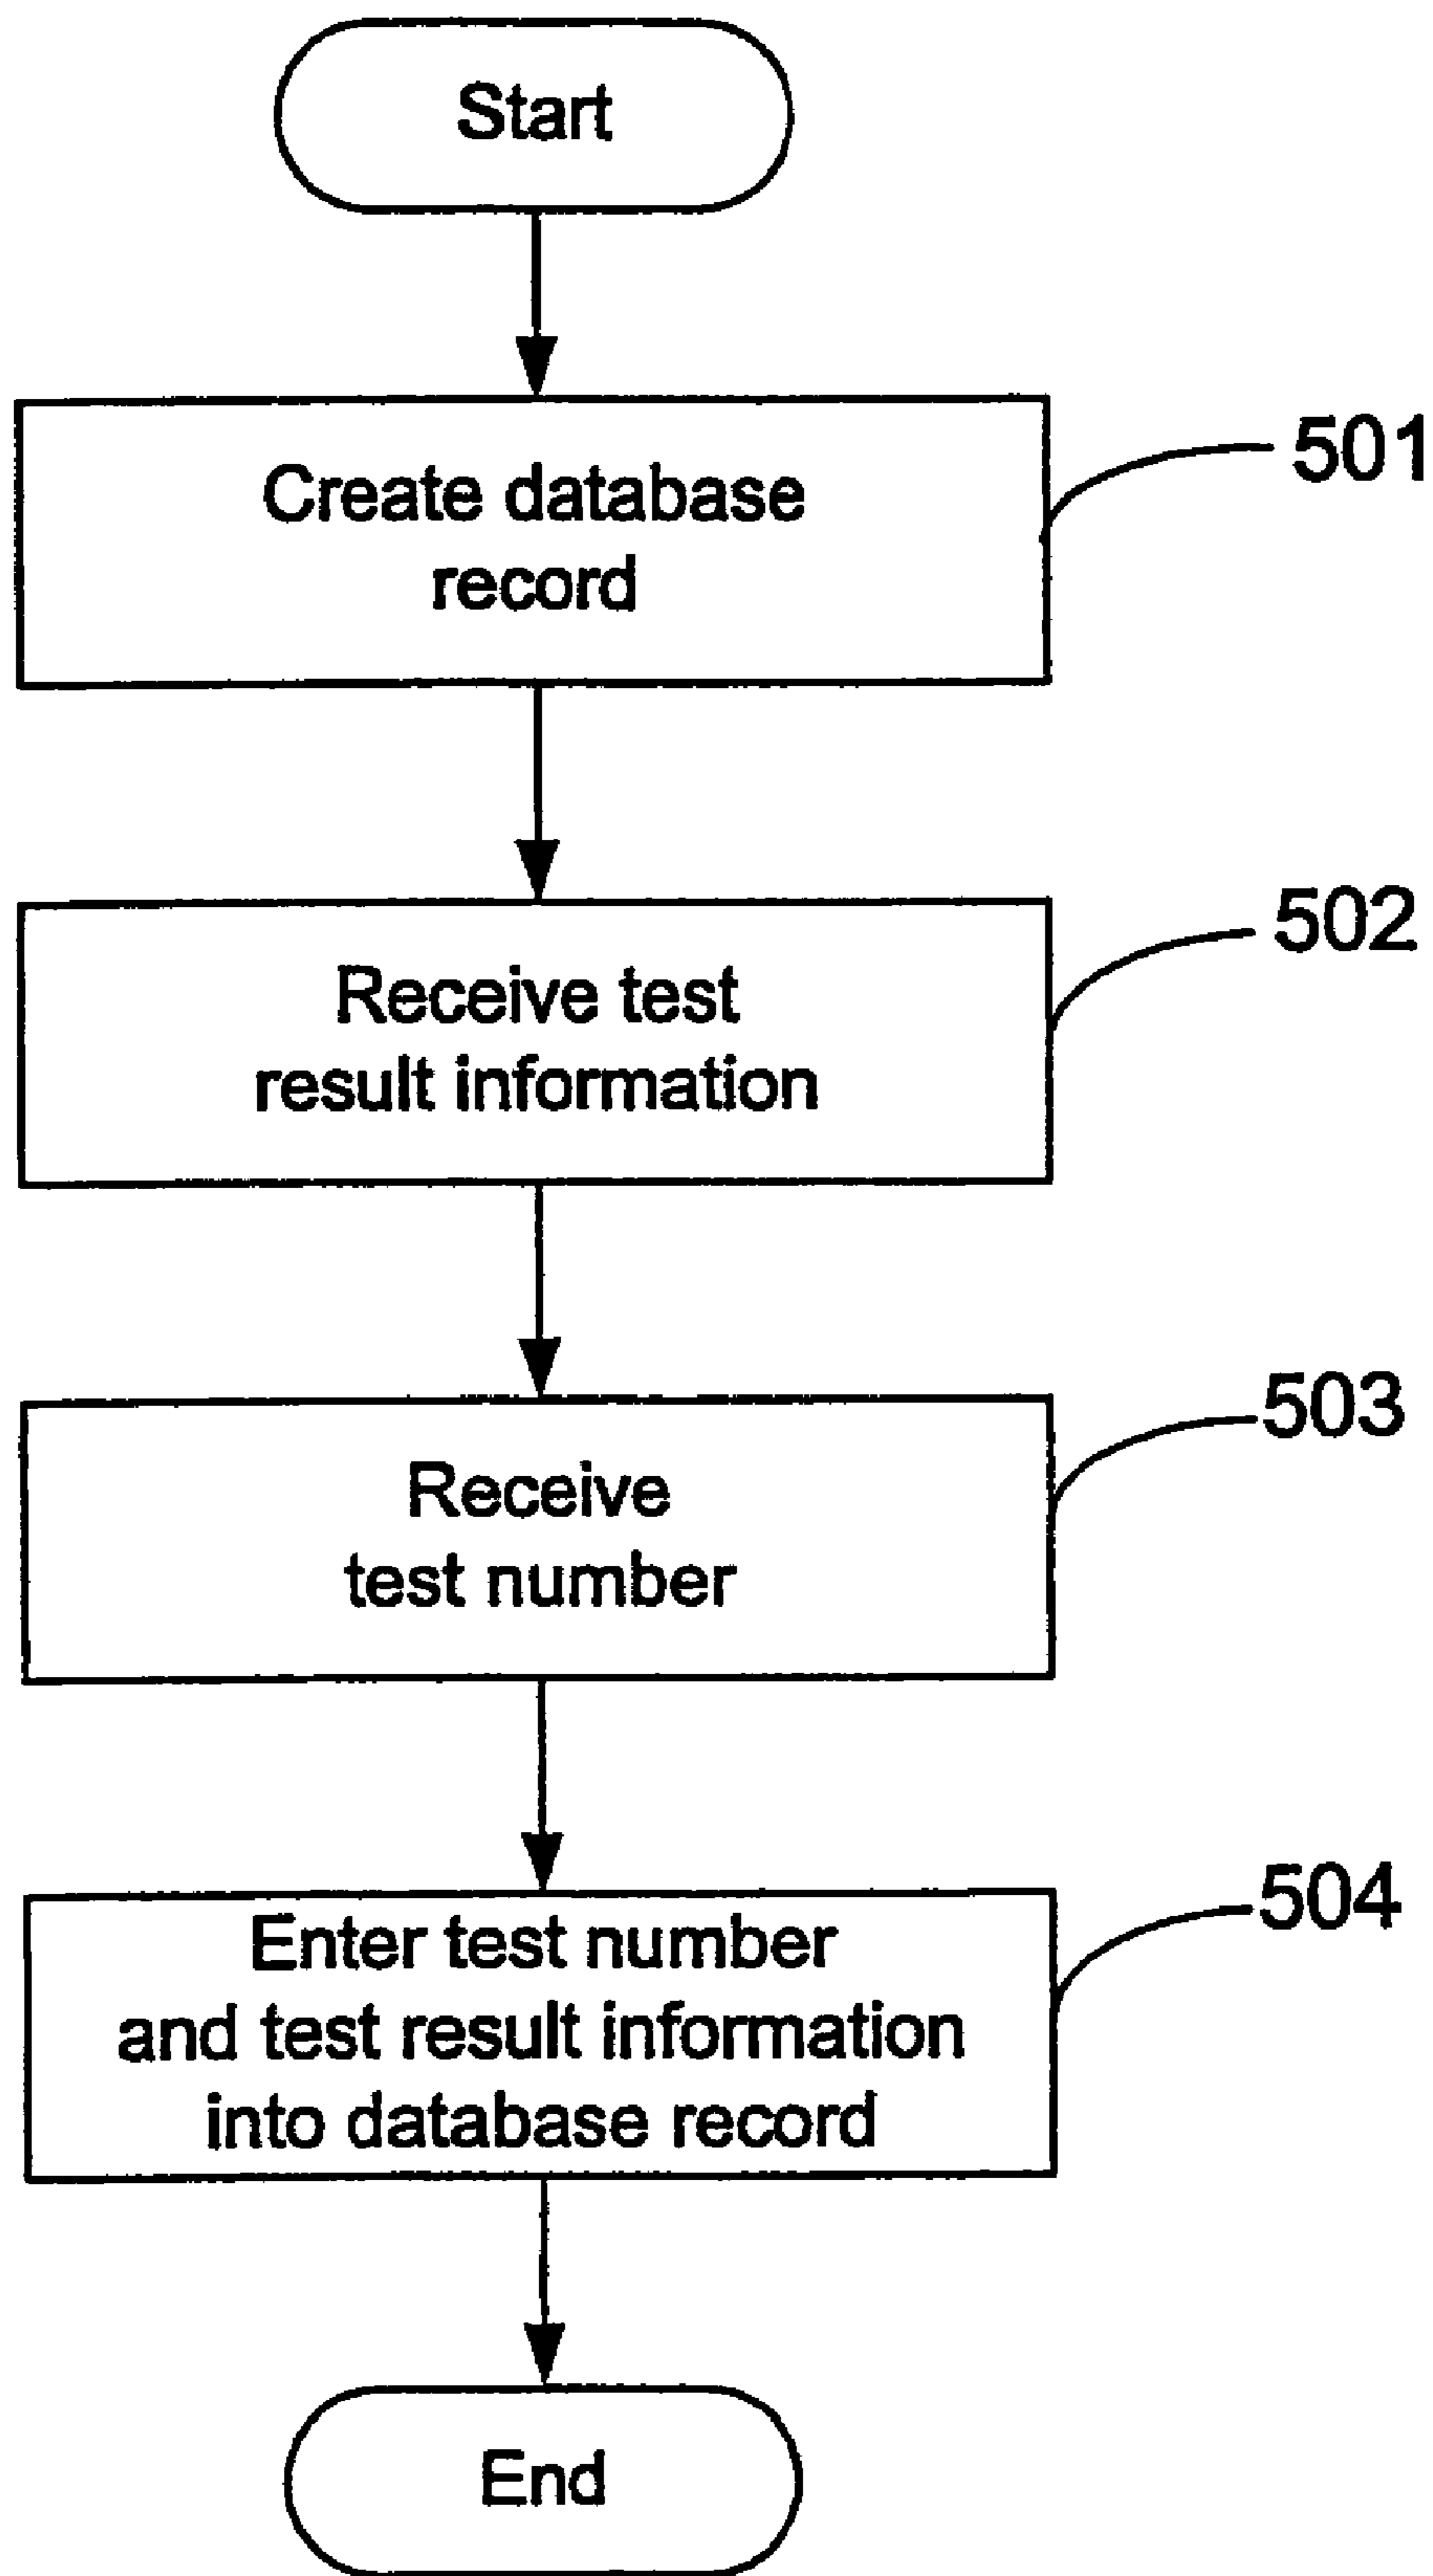 Start
Create database
record
501
Receive test
result information
502
Receive
test number
503
Enter test number
and test result information
into database record
504
End